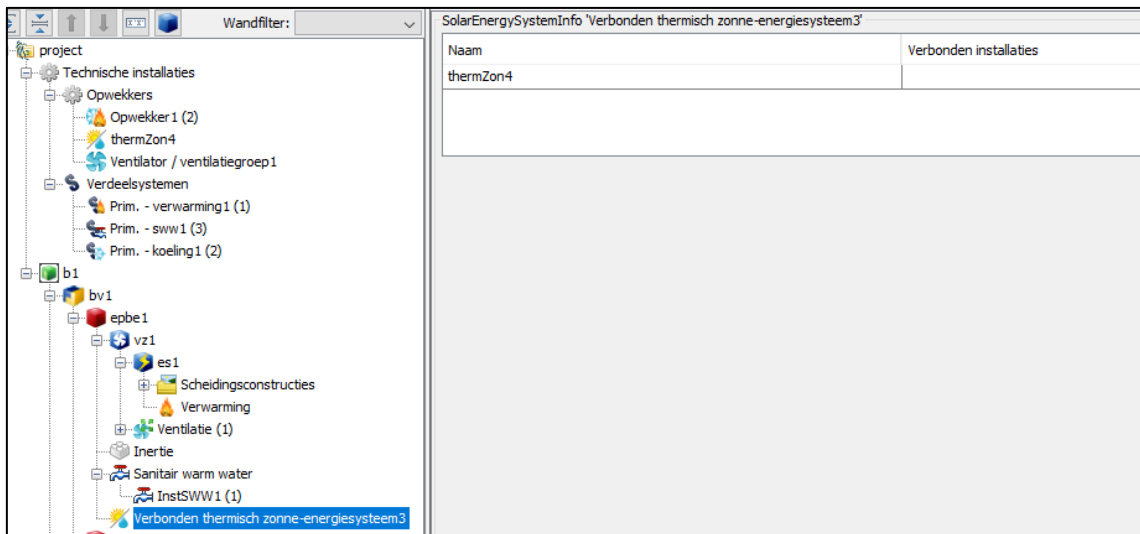 Wandfilter:
project
Technische installaties
Opwekkers
Opwekker1 (2)
thermZon4
Ventilator / ventilatiegroep1
Verdeelsystemen
Prim. - verwarming1 (1)
Prim. - sww1 (3)
Prim. - koeling1 (2)
b1
bv1
epbe1
vz1
es1
Scheidingsconstructies
Verwarming
Ventilatie (1)
Inertie
Sanitair warm water
InstSWW1 (1)
Verbonden thermisch zonne-energiesysteem3
SolarEnergySystemInfo 'Verbonden thermisch zonne-energiesysteem3'
Naam Verbonden installaties
thermZon4